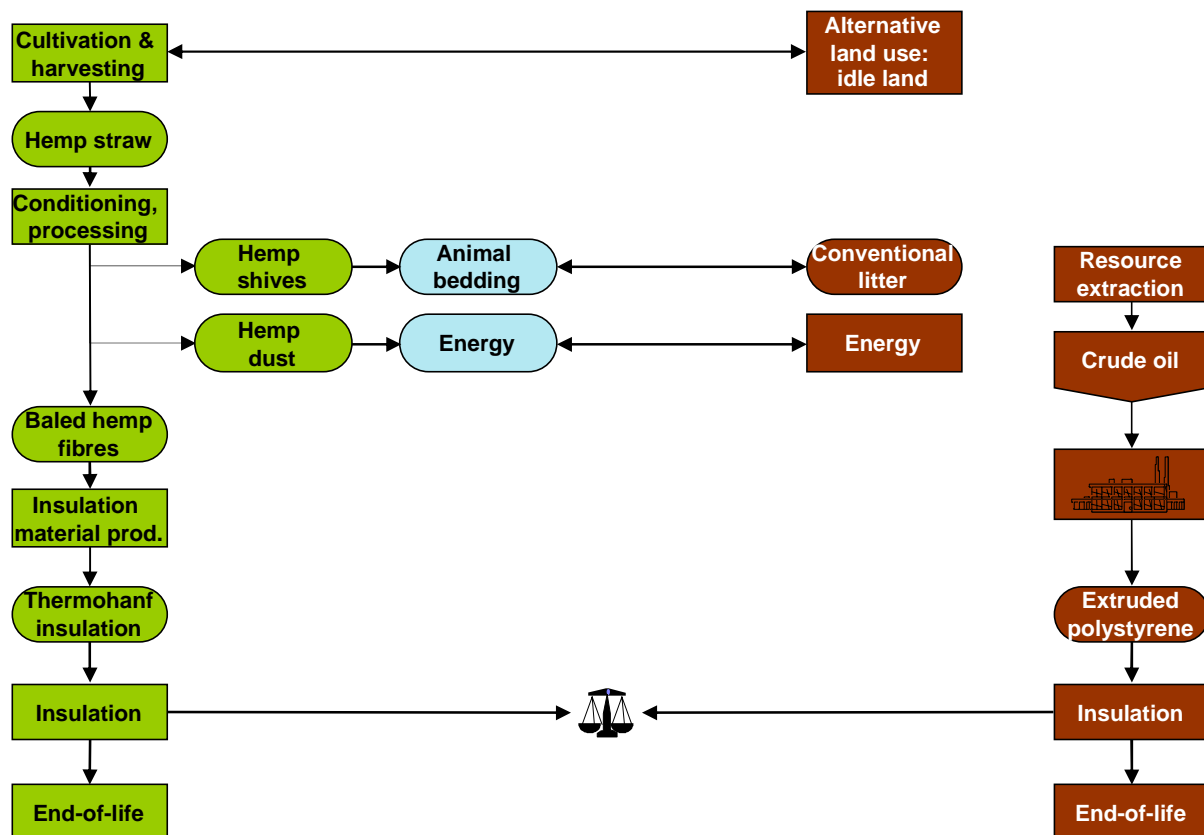 Cultivation &
harvesting
Alternative
land use:
idle land
Hemp straw
Conditioning,
processing
Hemp
shives
Animal
bedding
Conventional
litter
Resource
extraction
Hemp
dust
Energy
Energy
Crude oil
Baled hemp
fibres
Insulation
material prod.
Thermohanf
insulation
Extruded
polystyrene
Insulation
Insulation
End-of-life
End-of-life